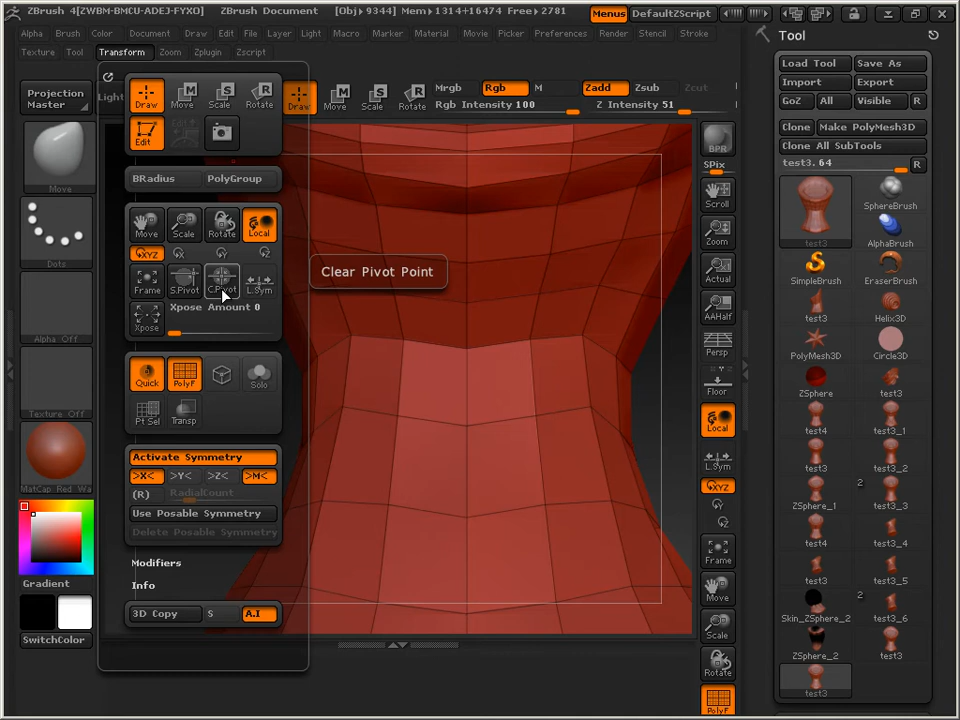 ZBrush 4[ZWBM-BMCU-ADEJ-FYXO] ZBrush Document [Obj▸9344] Mem▸1314+16474 Free▸2781 Menus DefaultZScript
Alpha Brush Color Document Draw Edit File Layer Light Macro Marker Material Movie Picker Preferences Render Stencil Stroke
Texture Tool Transform Zoom Zplugin Zscript
Tool
Load Tool Save As
Import Export
GoZ All Visible R
Clone Make PolyMesh3D
Clone All SubTools
test3.64 R
Projection Master
Light
Draw Move Scale Rotate
Draw Move Scale Rotate
Mrgb Rgb M Zadd Zsub Zcut
Rgb Intensity 100 Z Intensity 51
Edit Edit
BRadius PolyGroup
Move Scale Rotate Local
XYZ X Y Z
Frame S.Pivot C.Pivot L.Sym
Clear Pivot Point
Xpose Xpose Amount 0
Quick PolyF Solo
Pt Sel Transp
Activate Symmetry
>X< >Y< >Z< >M<
(R) RadialCount
Use Posable Symmetry
Delete Posable Symmetry
Modifiers
Info
3D Copy S A.I
Move
Dots
Alpha Off
Texture Off
MatCap Red Wa
Gradient
SwitchColor
BPR
SPix
Scroll
Zoom
Actual
AAHalf
Persp
Floor
Local
L.Sym
XYZ
Y
Z
Frame
Move
Scale
Rotate
PolyF
test3 SphereBrush
AlphaBrush
SimpleBrush EraserBrush
test3 Helix3D
PolyMesh3D Circle3D
ZSphere test3
test4 test3_1
test3 test3_2
2
ZSphere_1 test3_3
test4 test3_4
test3 test3_5
2
Skin_ZSphere_2 test3_6
ZSphere_2 test3
test3